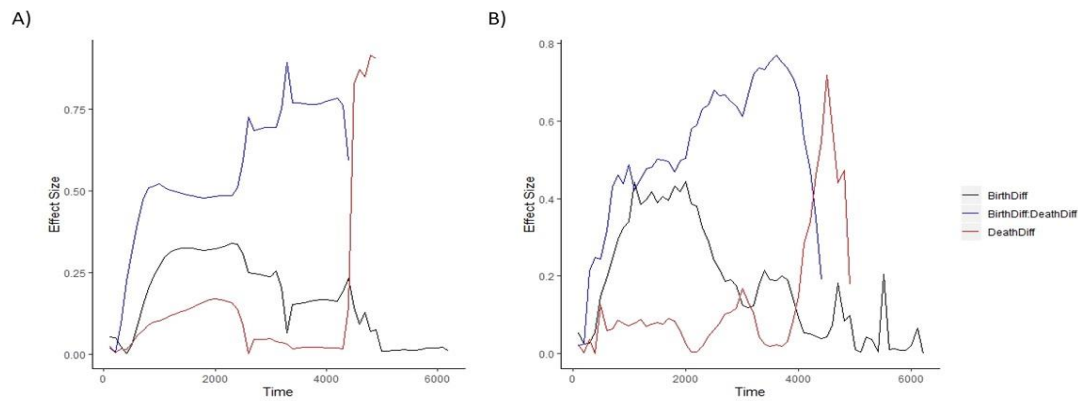 A)
Effect Size
0.75
0.50
0.25
0.00
0
2000
4000
6000
Time
B)
Effect Size
0.8
0.6
0.4
0.2
0.0
0
2000
4000
6000
Time
BirthDiff
BirthDiff:DeathDiff
DeathDiff